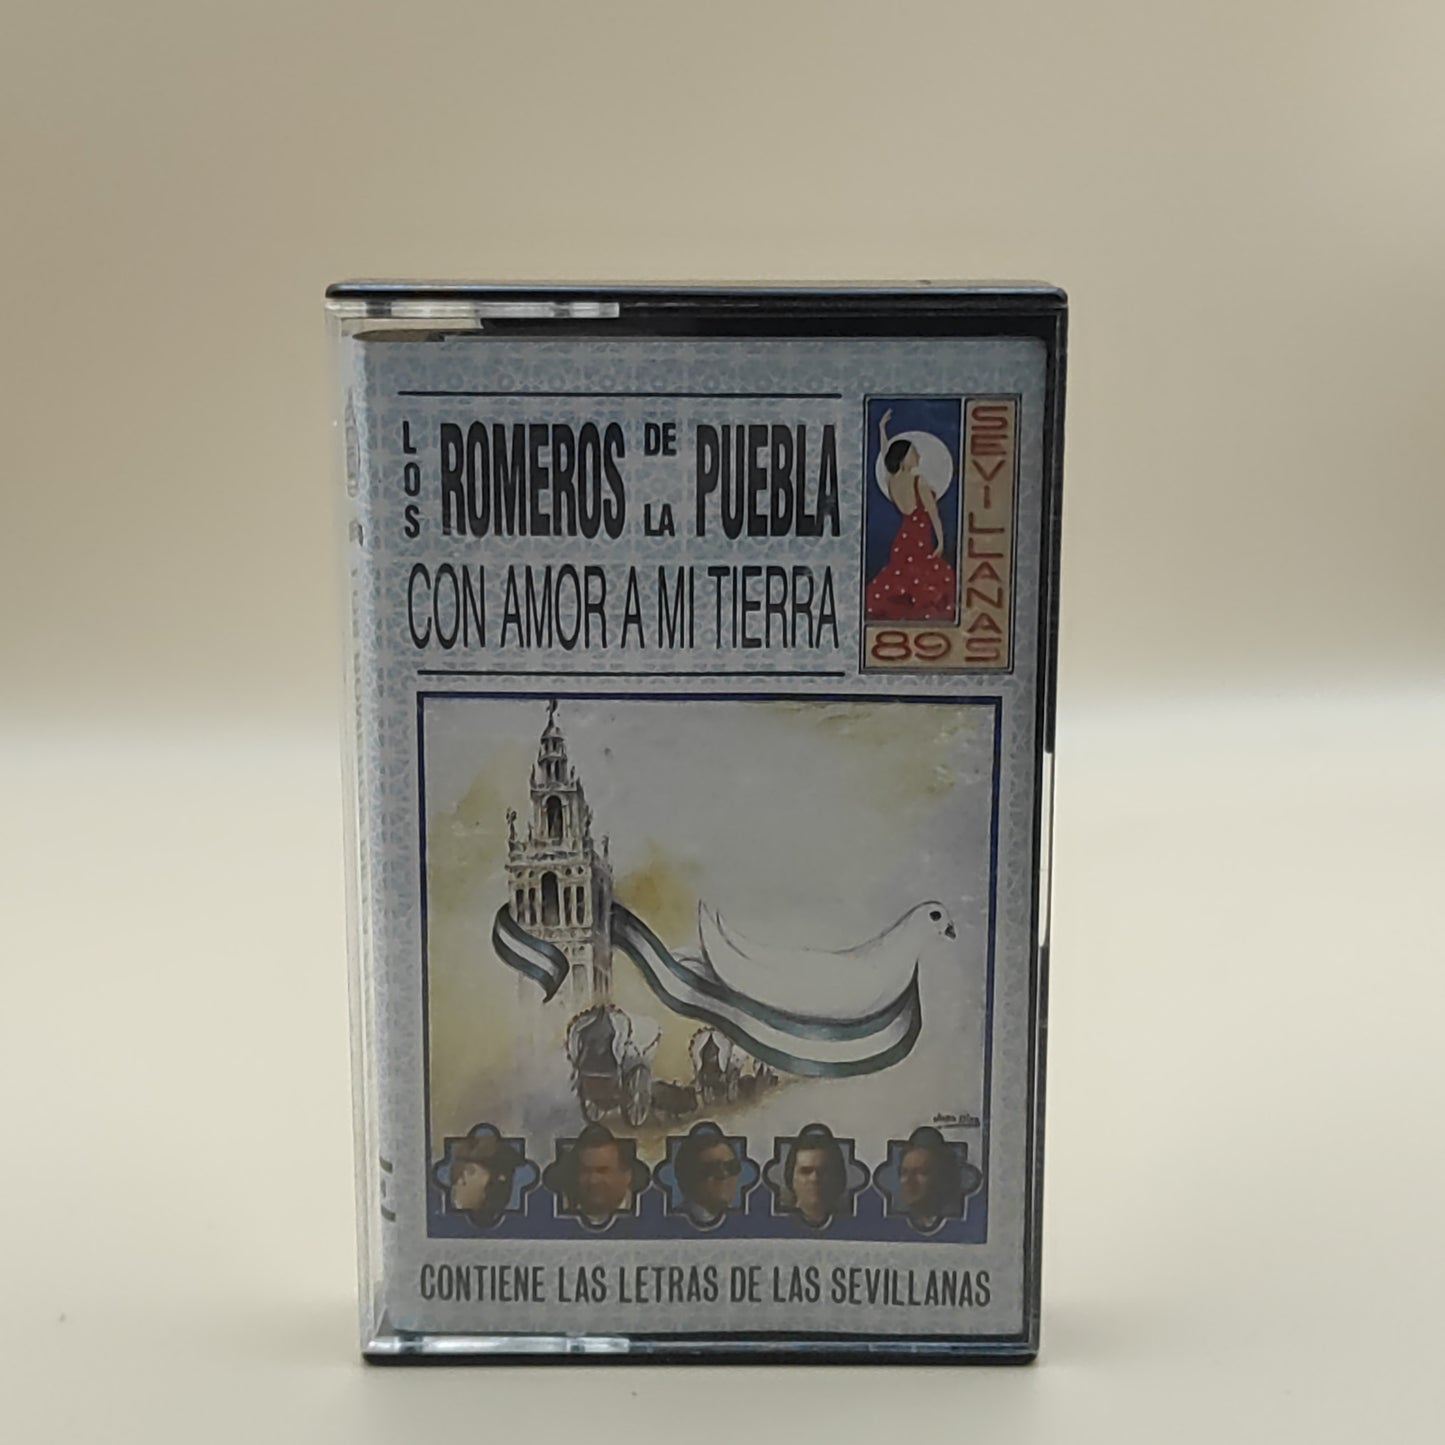 LOS ROMEROS DE LA PUEBLA
CON AMOR A MI TIERRA
SEVILLANAS
89
CONTIENE LAS LETRAS DE LAS SEVILLANAS